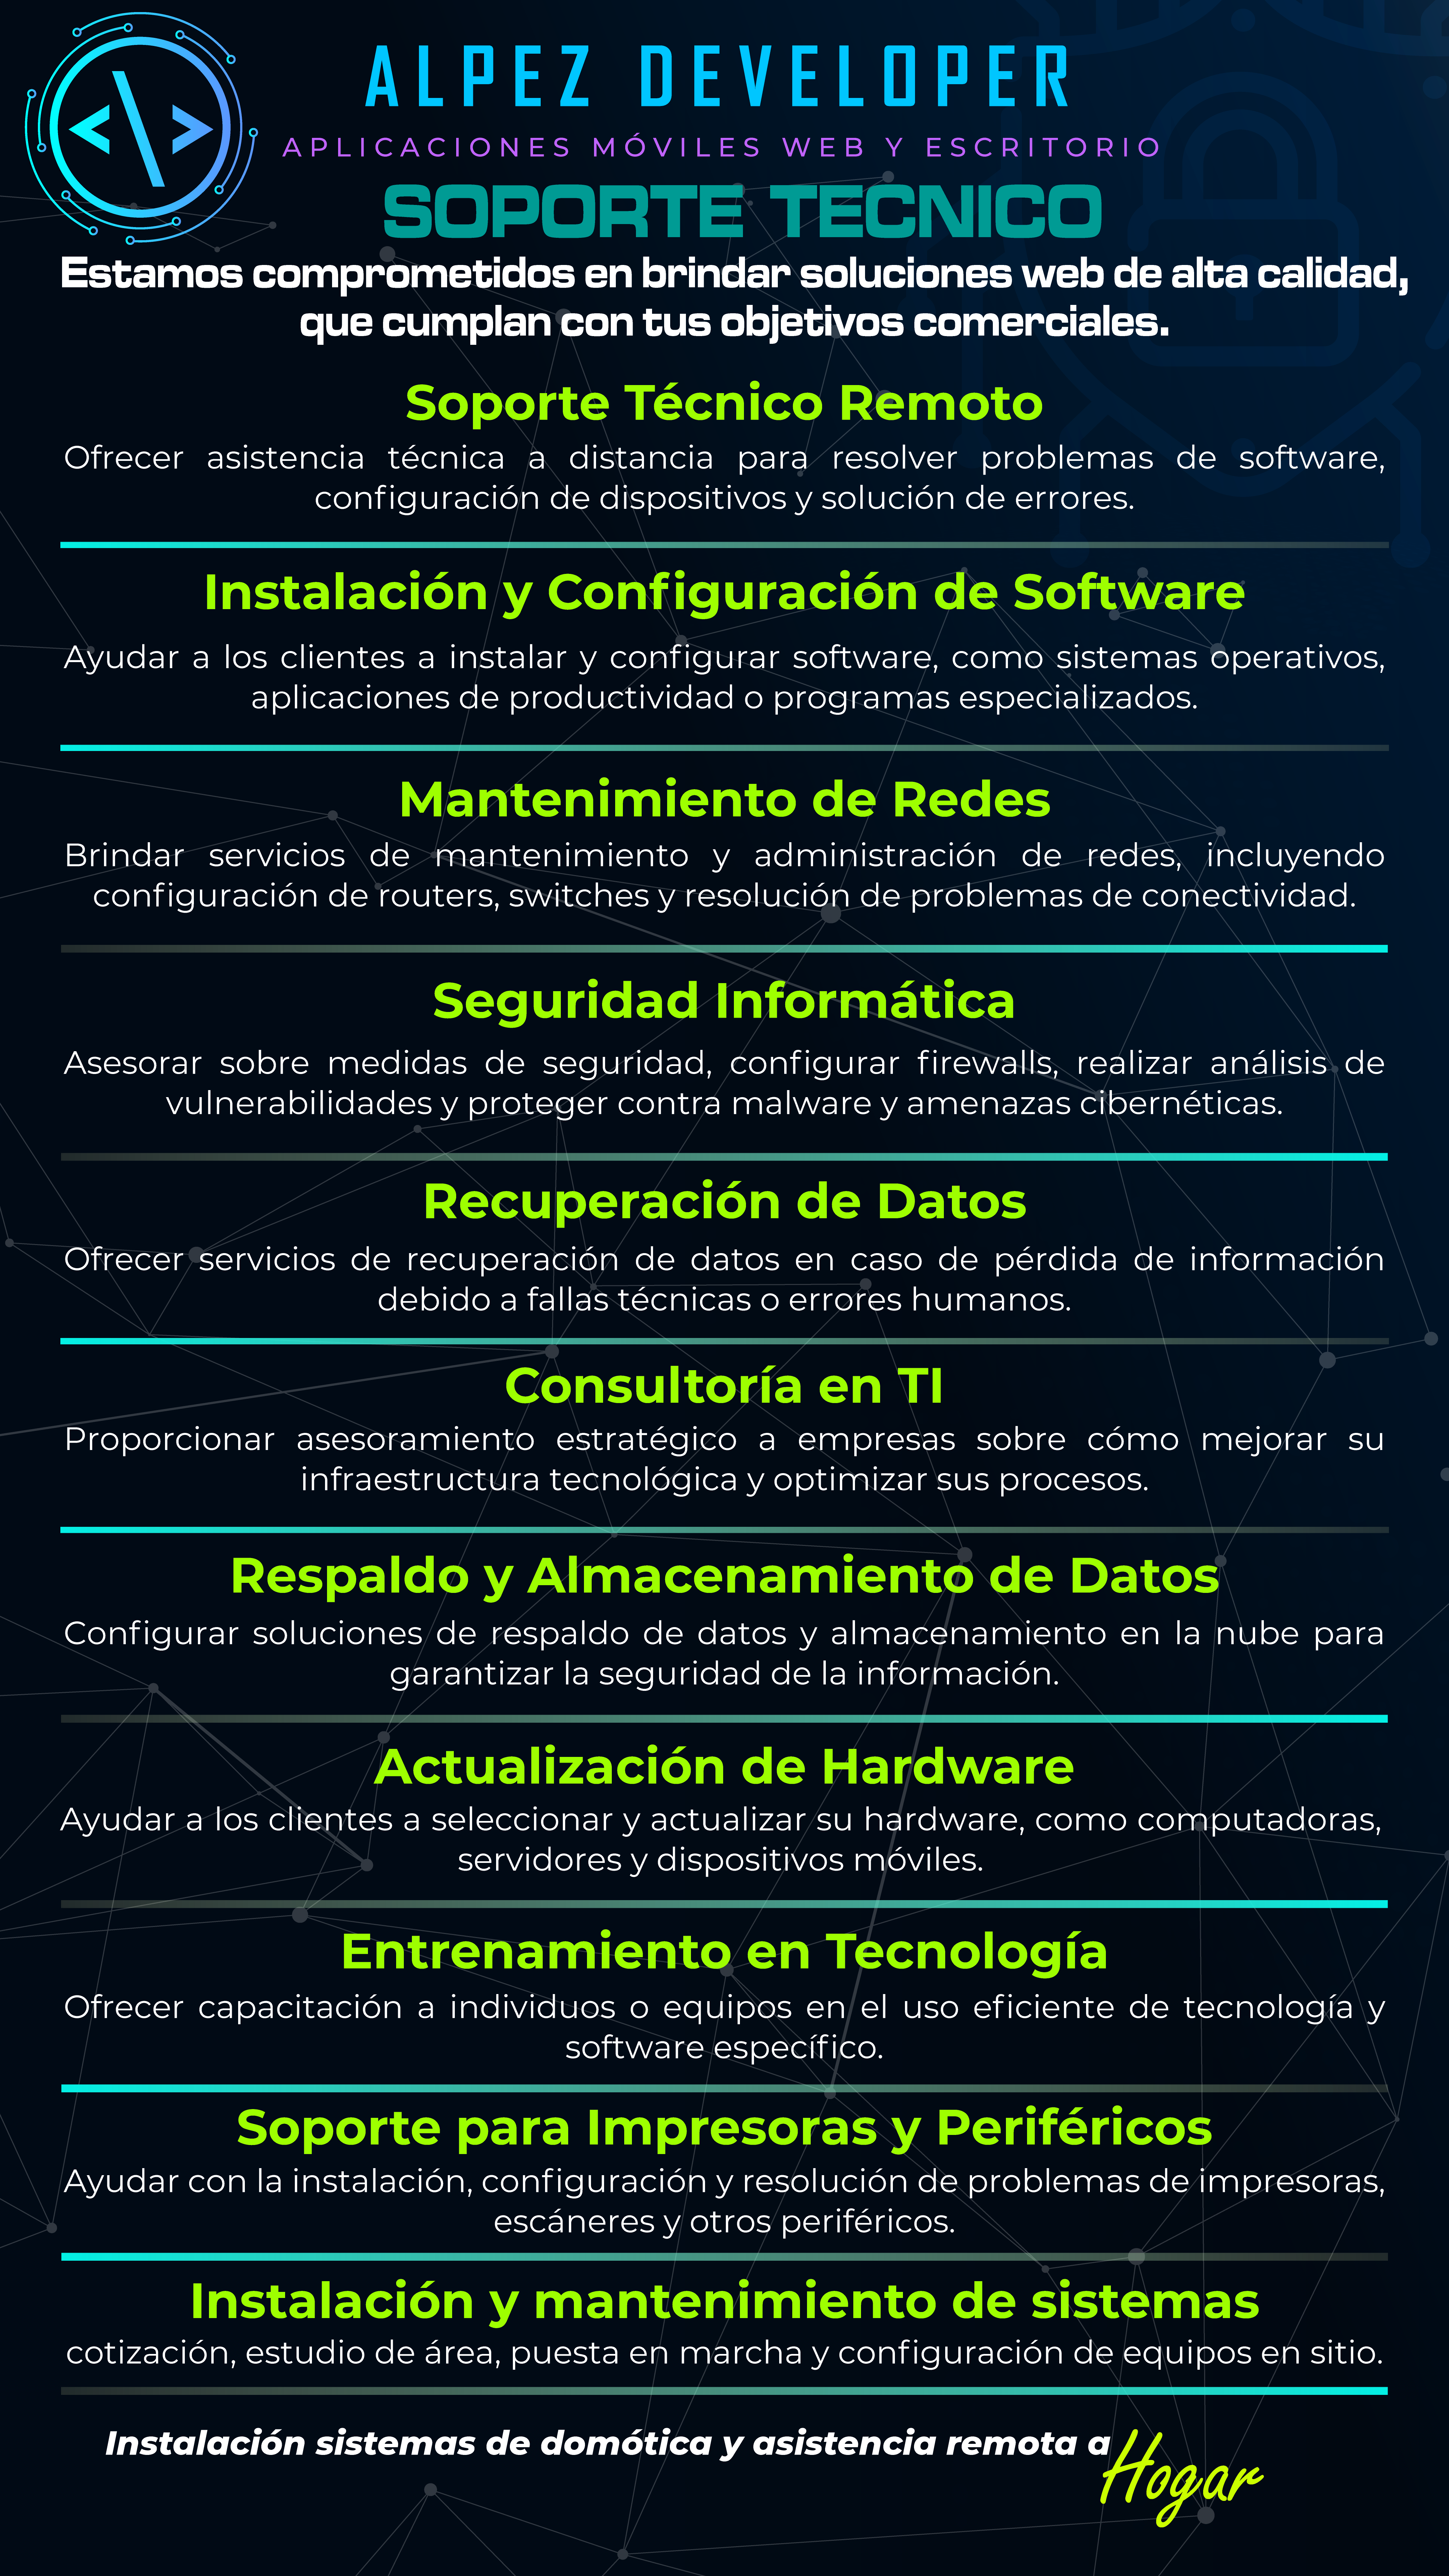 ALPEZ DEVELOPER
APLICACIONES MÓVILES WEB Y ESCRITORIO
SOPORTE TECNICO
Estamos comprometidos en brindar soluciones web de alta calidad,
que cumplan con tus objetivos comerciales.
Soporte Técnico Remoto
Ofrecer asistencia técnica a distancia para resolver problemas de software,
configuración de dispositivos y solución de errores.
Instalación y Configuración de Software
Ayudar a los clientes a instalar y configurar software, como sistemas operativos,
aplicaciones de productividad o programas especializados.
Mantenimiento de Redes
Brindar servicios de mantenimiento y administración de redes, incluyendo
configuración de routers, switches y resolución de problemas de conectividad.
Seguridad Informática
Asesorar sobre medidas de seguridad, configurar firewalls, realizar análisis de
vulnerabilidades y proteger contra malware y amenazas cibernéticas.
Recuperación de Datos
Ofrecer servicios de recuperación de datos en caso de pérdida de información
debido a fallas técnicas o errores humanos.
Consultoría en TI
Proporcionar asesoramiento estratégico a empresas sobre cómo mejorar su
infraestructura tecnológica y optimizar sus procesos.
Respaldo y Almacenamiento de Datos
Configurar soluciones de respaldo de datos y almacenamiento en la nube para
garantizar la seguridad de la información.
Actualización de Hardware
Ayudar a los clientes a seleccionar y actualizar su hardware, como computadoras,
servidores y dispositivos móviles.
Entrenamiento en Tecnología
Ofrecer capacitación a individuos o equipos en el uso eficiente de tecnología y
software específico.
Soporte para Impresoras y Periféricos
Ayudar con la instalación, configuración y resolución de problemas de impresoras,
escáneres y otros periféricos.
Instalación y mantenimiento de sistemas
cotización, estudio de área, puesta en marcha y configuración de equipos en sitio.
Instalación sistemas de domótica y asistencia remota a Hogar